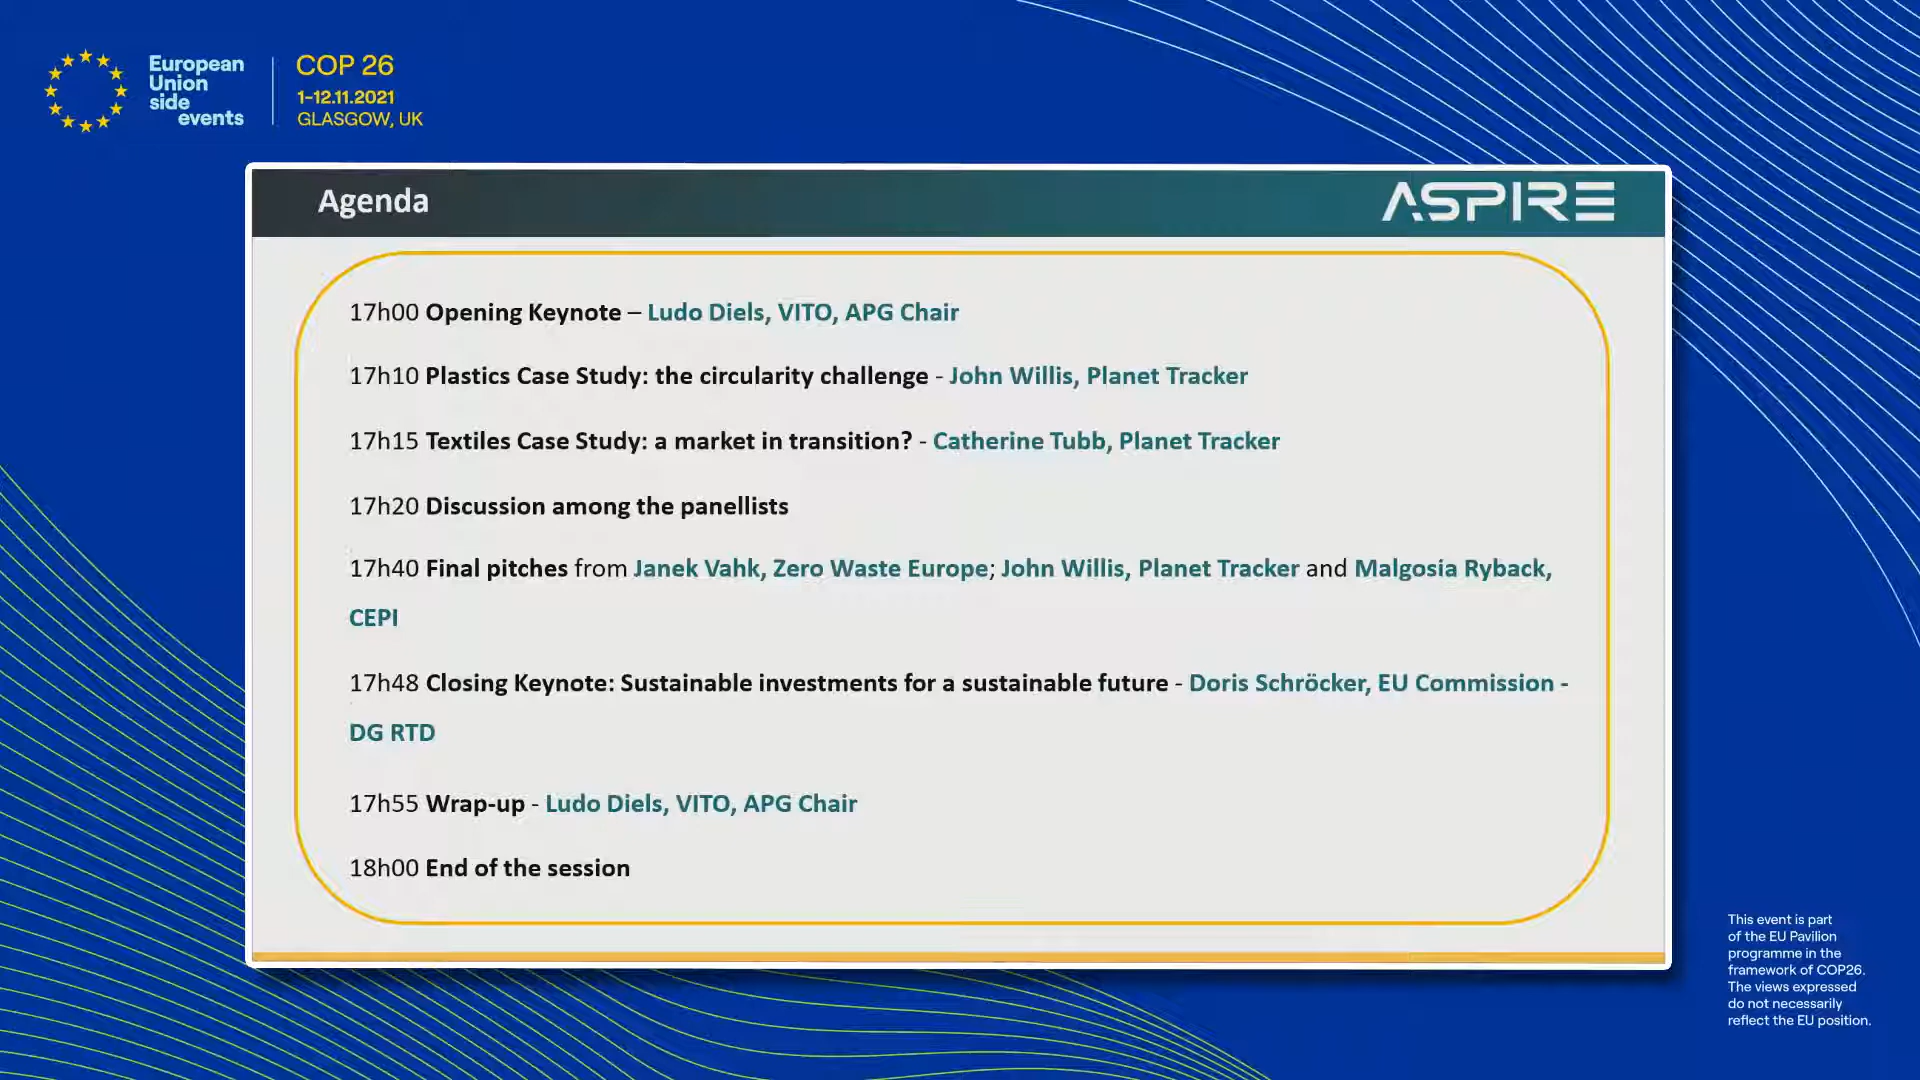 European
Union
side
events
COP 26
1-12.11.2021
GLASGOW, UK
Agenda
ASPIRE
17h00 Opening Keynote – Ludo Diels, VITO, APG Chair
17h10 Plastics Case Study: the circularity challenge - John Willis, Planet Tracker
17h15 Textiles Case Study: a market in transition? - Catherine Tubb, Planet Tracker
17h20 Discussion among the panellists
17h40 Final pitches from Janek Vahk, Zero Waste Europe; John Willis, Planet Tracker and Malgosia Ryback,
CEPI
17h48 Closing Keynote: Sustainable investments for a sustainable future - Doris Schröcker, EU Commission -
DG RTD
17h55 Wrap-up - Ludo Diels, VITO, APG Chair
18h00 End of the session
This event is part
of the EU Pavilion
programme in the
framework of COP26.
The views expressed
do not necessarily
reflect the EU position.